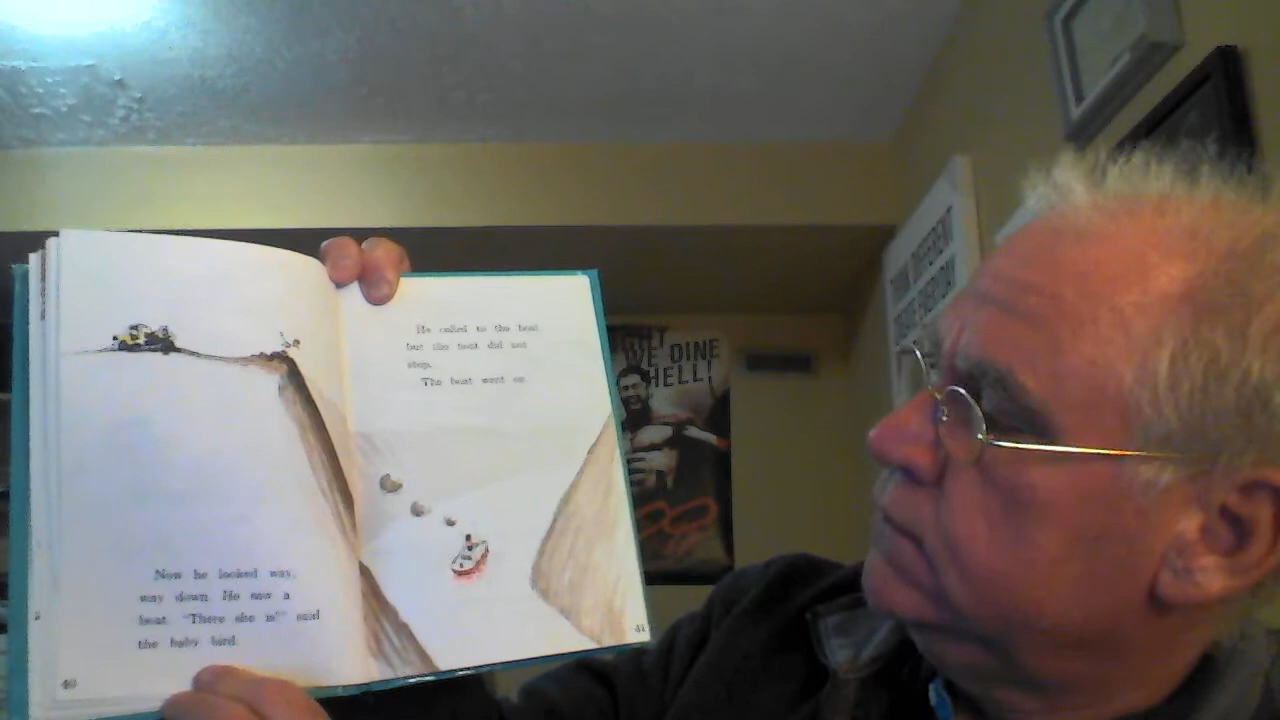 Now he looked way,
way down. He saw a
boat. "There she is!" said
the baby bird.
40
He called to the boat,
but the boat did not
stop.
The boat went on.
41
WE DINE
HELL!
DIFFERENT